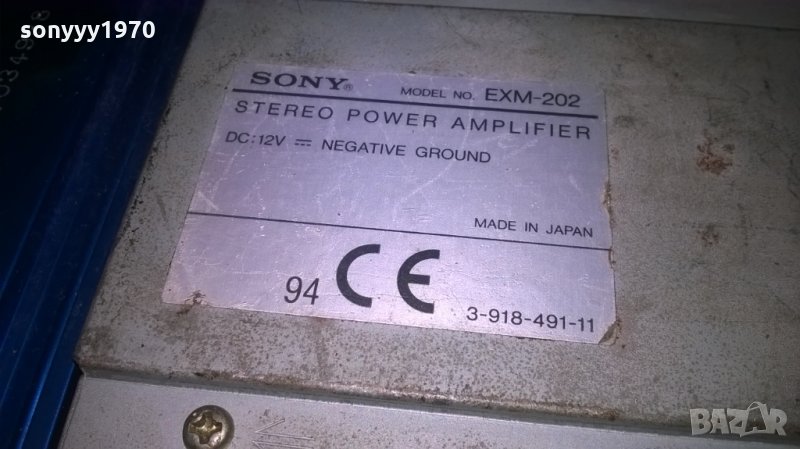 sonyyy1970
SONY® MODEL NO. EXM-202
STEREO POWER AMPLIFIER
DC:12V ⎓ NEGATIVE GROUND
MADE IN JAPAN
94 CE
3-918-491-11
BAZAR